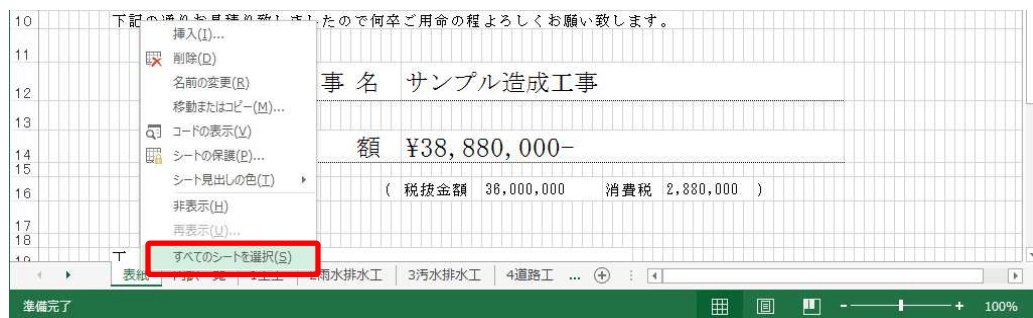 10
下記の通りお見積り致しましたので何卒ご用命の程よろしくお願い致します。
挿入(I)...
11
削除(D)
名前の変更(R)
12
事 名 サンプル造成工事
移動またはコピー(M)...
13
コードの表示(V)
14
額 ¥38,880,000−
シートの保護(P)...
15
シート見出しの色(T)
16
( 税抜金額 36,000,000 消費税 2,880,000 )
非表示(H)
17
再表示(U)...
18
すべてのシートを選択(S)
表紙
2雨水排水工 3汚水排水工 4道路工 ...
準備完了
100%